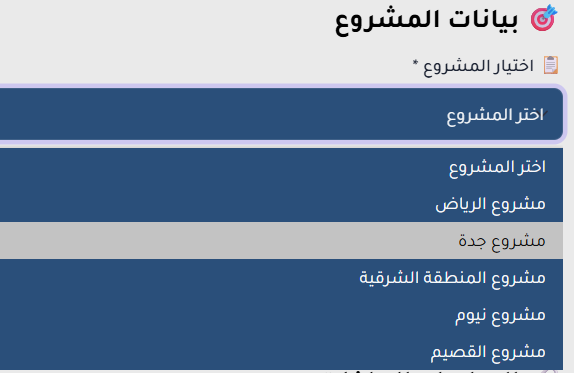 بيانات المشروع
اختيار المشروع *
اختر المشروع
اختر المشروع
مشروع الرياض
مشروع جدة
مشروع المنطقة الشرقية
مشروع نيوم
مشروع القصيم